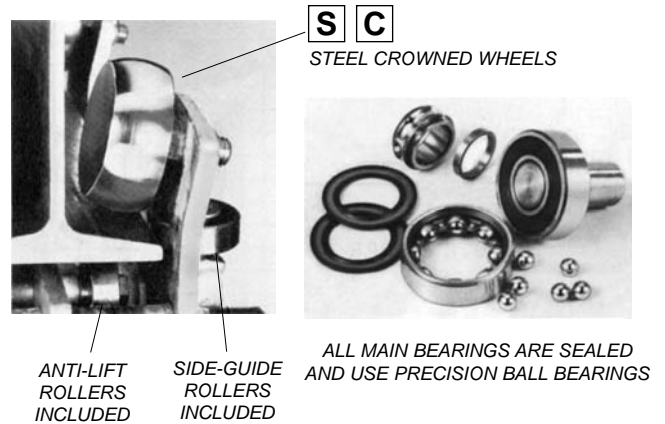 S C
STEEL CROWNED WHEELS
ANTI-LIFT
ROLLERS
INCLUDED
SIDE-GUIDE
ROLLERS
INCLUDED
ALL MAIN BEARINGS ARE SEALED
AND USE PRECISION BALL BEARINGS